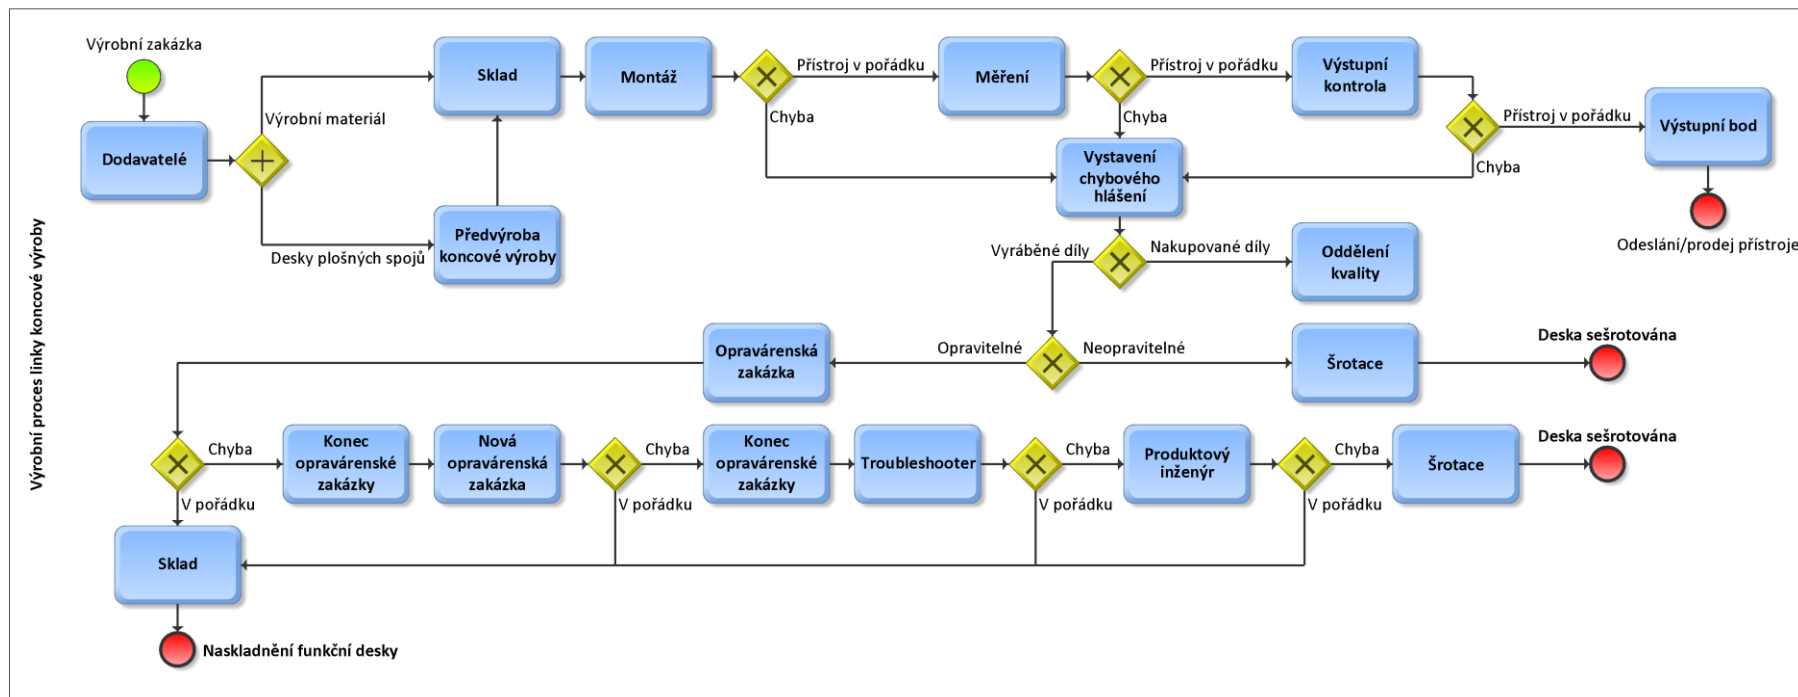 Výrobní proces linky koncové výroby
Výrobní zakázka
Dodavatelé
Výrobní materiál
Desky plošných spojů
Sklad
Předvýroba
koncové výroby
Montáž
Přístroj v pořádku
Chyba
Měření
Přístroj v pořádku
Chyba
Výstupní
kontrola
Přístroj v pořádku
Chyba
Výstupní bod
Odeslání/prodej přístroje
Vystavení
chybového
hlášení
Vyráběné díly
Nakupované díly
Oddělení
kvality
Opravitelné
Neopravitelné
Opravárenská
zakázka
Šrotace
Deska sešrotována
Chyba
V pořádku
Konec
opravárenské
zakázky
Nová
opravárenská
zakázka
Chyba
V pořádku
Konec
opravárenské
zakázky
Troubleshooter
Chyba
V pořádku
Produktový
inženýr
Chyba
V pořádku
Šrotace
Deska sešrotována
Sklad
Naskladnění funkční desky